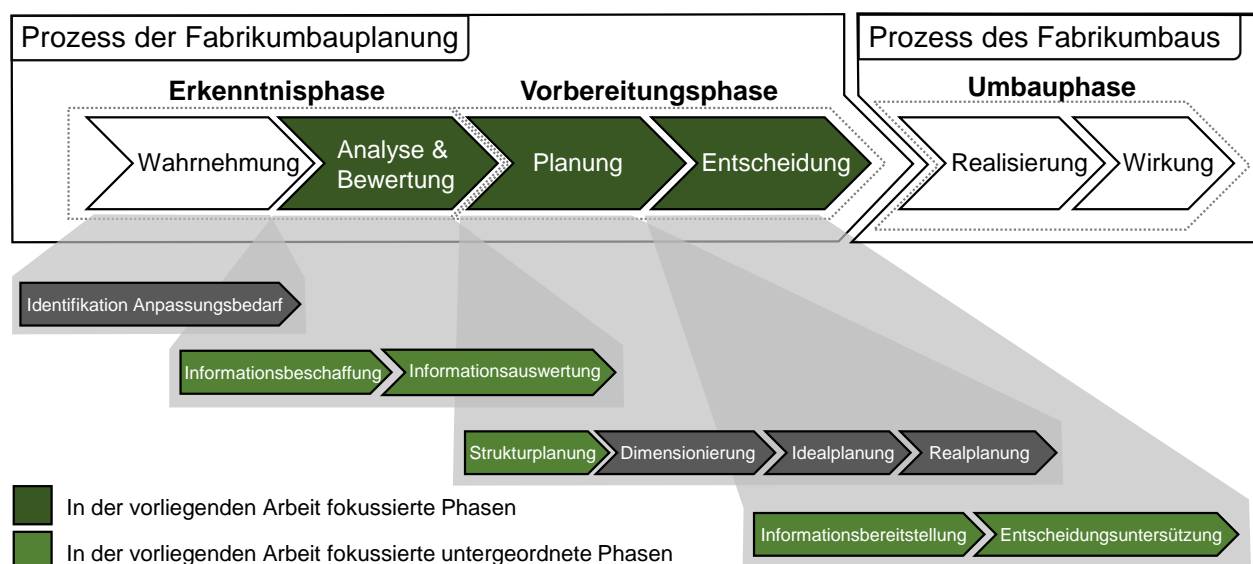 Prozess der Fabrikumbauplanung
Prozess des Fabrikumbaus
Erkenntnisphase
Vorbereitungsphase
Umbauphase
Wahrnehmung
Analyse &
Bewertung
Planung
Entscheidung
Realisierung
Wirkung
Identifikation Anpassungsbedarf
Informationsbeschaffung
Informationsauswertung
Strukturplanung
Dimensionierung
Idealplanung
Realplanung
Informationsbereitstellung
Entscheidungsuntersützung
In der vorliegenden Arbeit fokussierte Phasen
In der vorliegenden Arbeit fokussierte untergeordnete Phasen